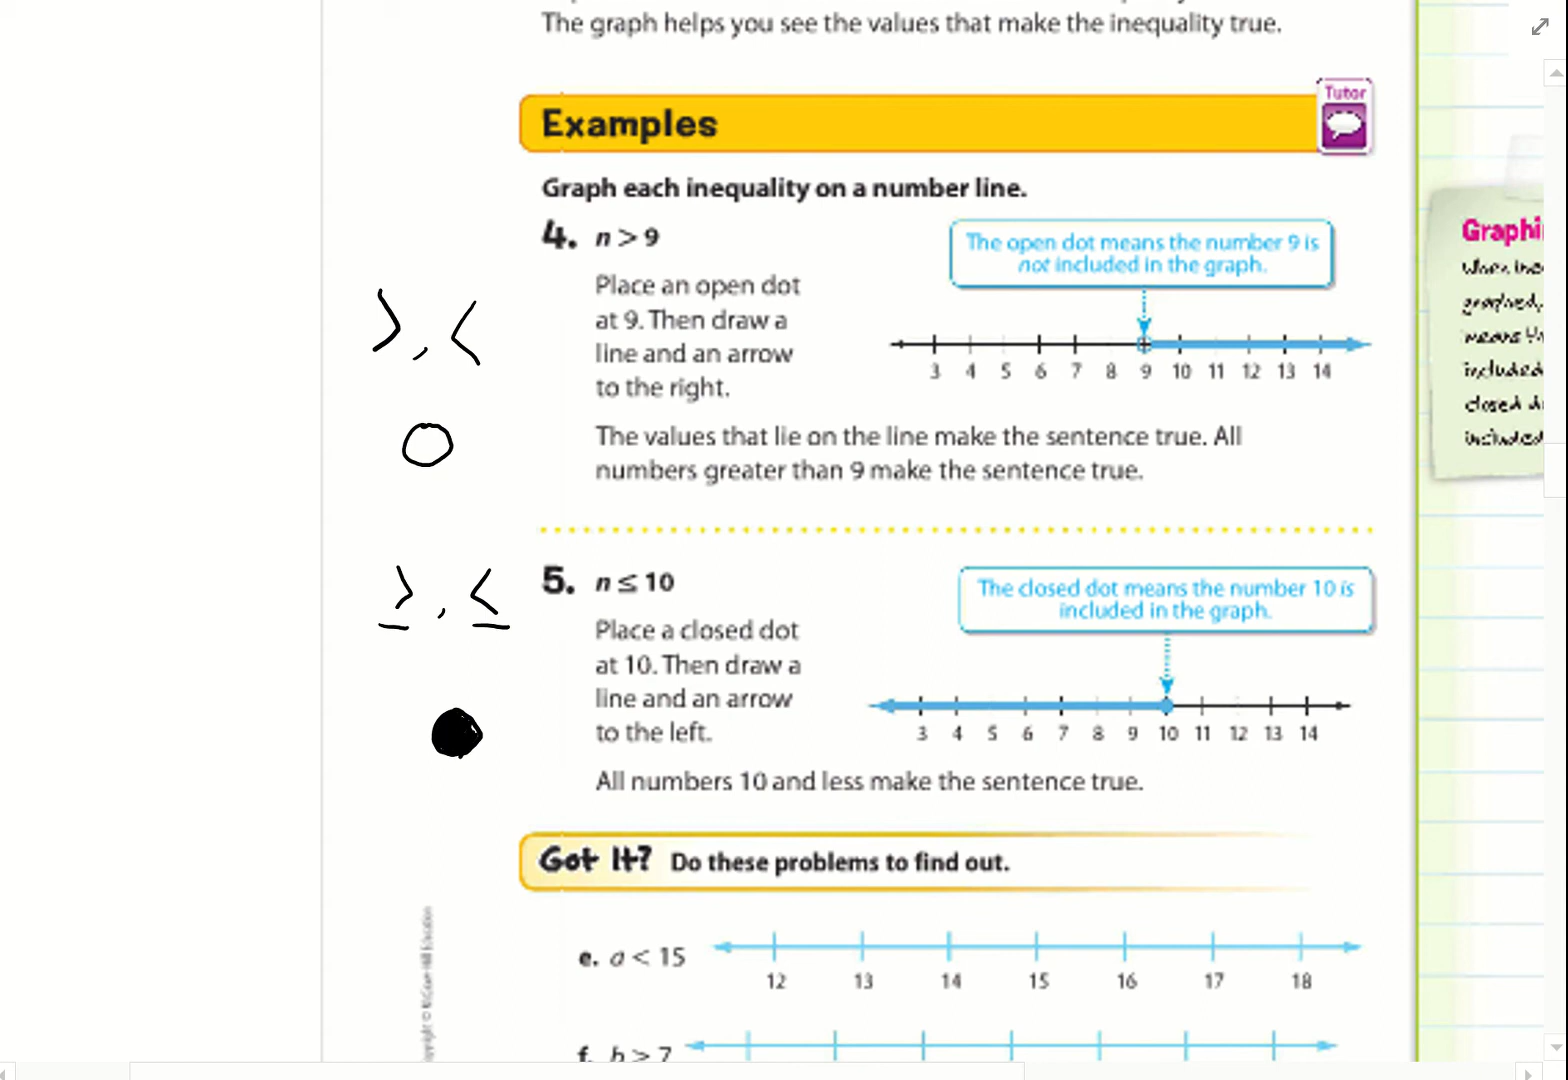 The graph helps you see the values that make the inequality true.
Tutor
Examples
Graph each inequality on a number line.
4. n > 9
The open dot means the number 9 is
not included in the graph.
Place an open dot
at 9. Then draw a
line and an arrow
to the right.
3 4 5 6 7 8 9 10 11 12 13 14
The values that lie on the line make the sentence true. All
numbers greater than 9 make the sentence true.
> , <
5. n ≤ 10
The closed dot means the number 10 is
included in the graph.
Place a closed dot
at 10. Then draw a
line and an arrow
to the left.
3 4 5 6 7 8 9 10 11 12 13 14
All numbers 10 and less make the sentence true.
≥ , ≤
Got It? Do these problems to find out.
e. a < 15
12 13 14 15 16 17 18
f. b > 7
Graphi
When
means
included
closed
included